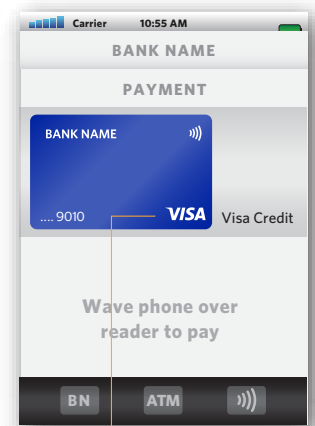 Carrier 10:55 AM
BANK NAME
PAYMENT
BANK NAME
.... 9010
VISA
Visa Credit
Wave phone over
reader to pay
BN ATM